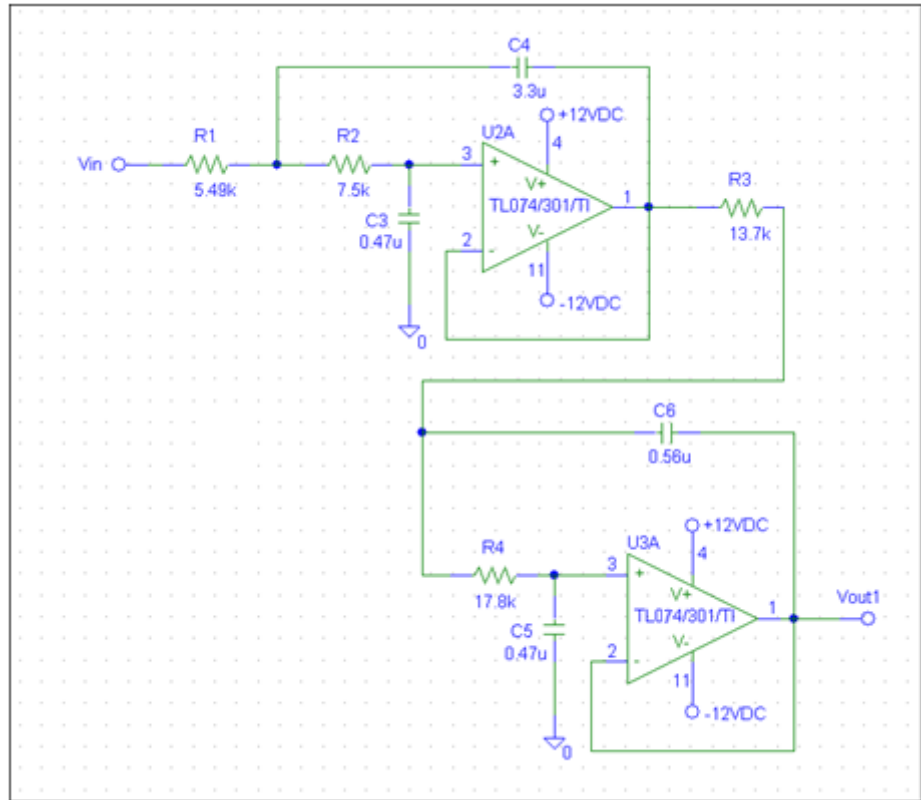 C4
3.3u
+12VDC
R1
R2
U2A
4
Vin
3
+
R3
5.49k
7.5k
V+
C3
TL074/301/TI
1
0.47u
V-
13.7k
2
-
11
-12VDC
0
C6
0.56u
+12VDC
R4
U3A
4
3
+
17.8k
V+
Vout1
C5
TL074/301/TI
1
0.47u
V-
2
-
11
-12VDC
0